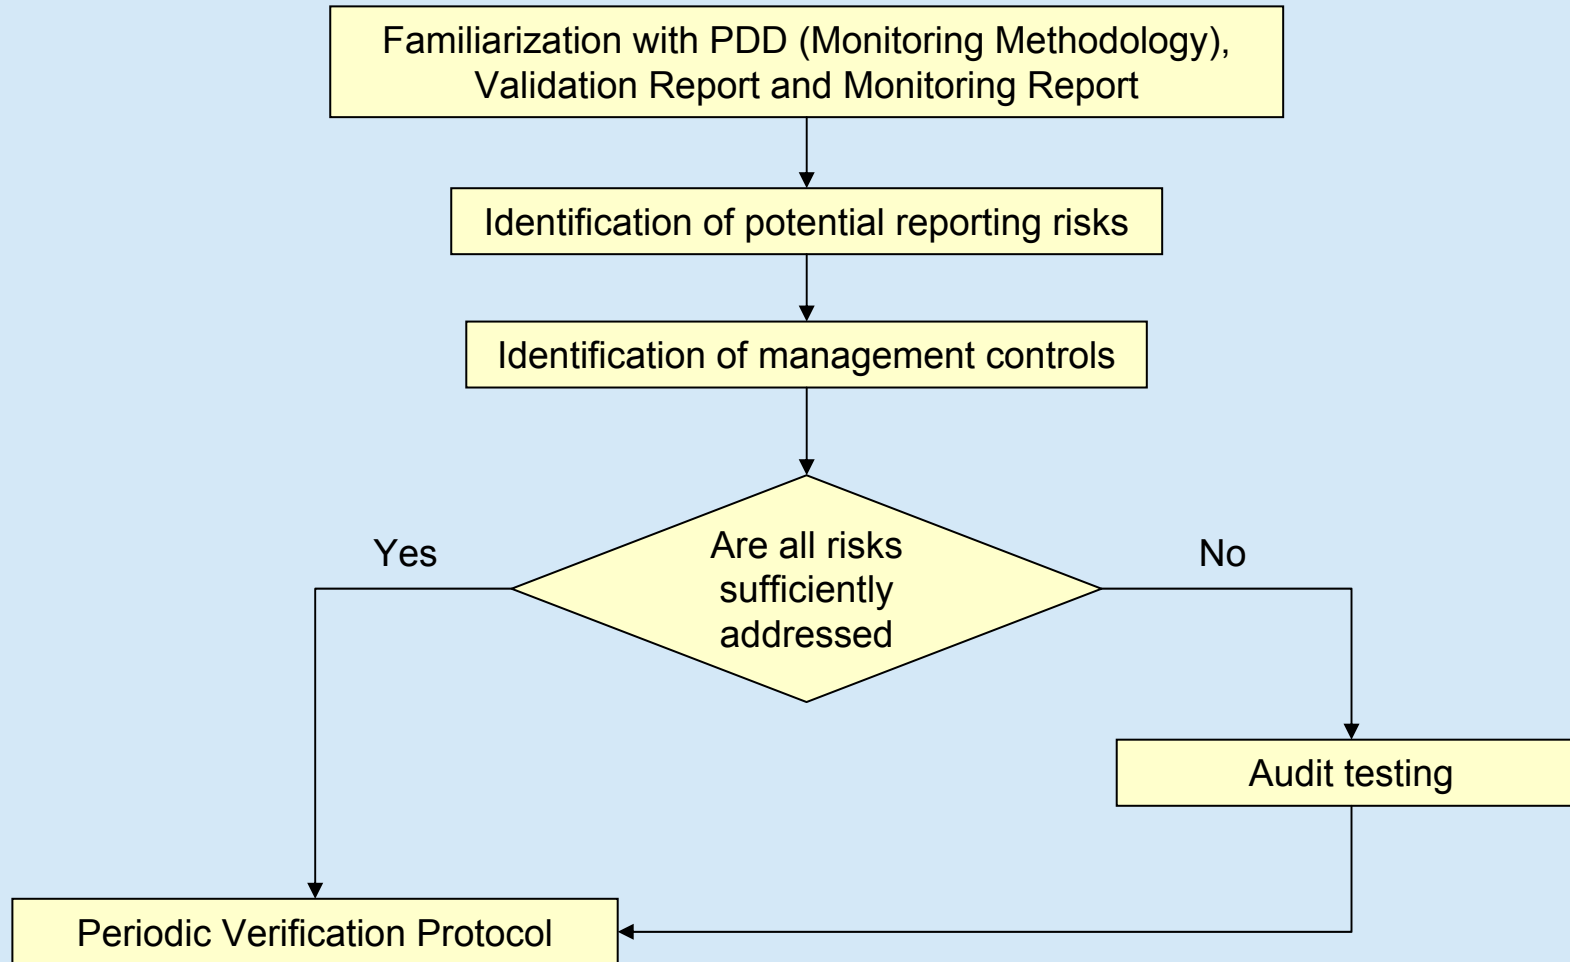 Familiarization with PDD (Monitoring Methodology),
Validation Report and Monitoring Report
Identification of potential reporting risks
Identification of management controls
Are all risks
sufficiently
addressed
Yes
No
Audit testing
Periodic Verification Protocol